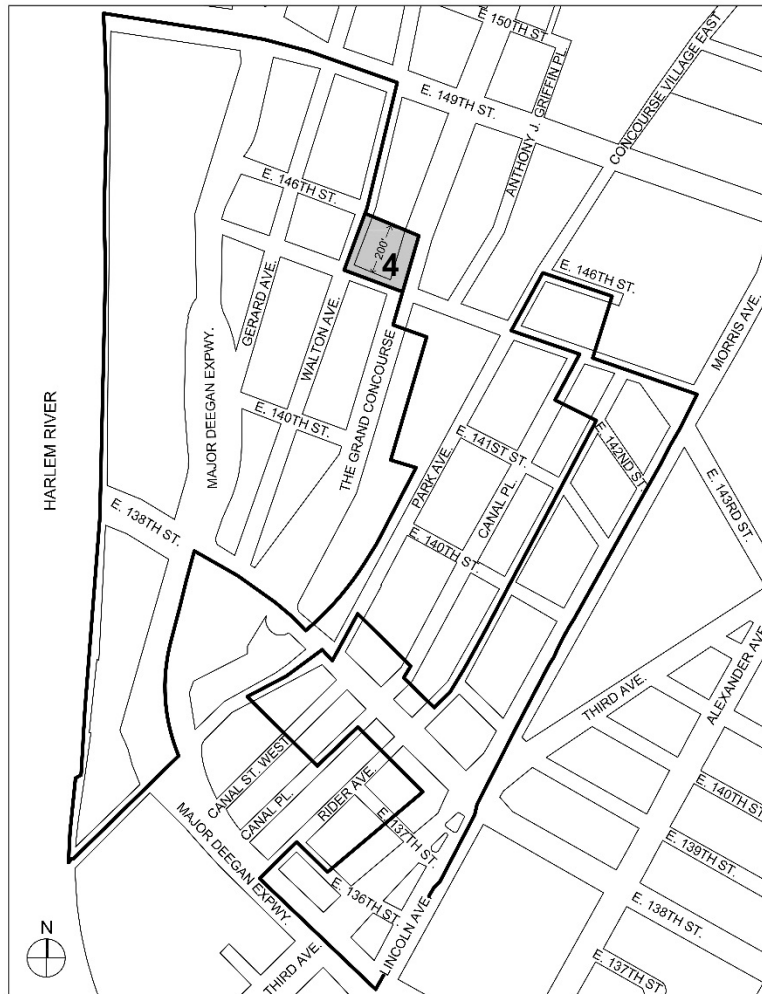 E. 150TH ST.
E. 149TH ST.
ANTHONY J. GRIFFIN PL.
CONCOURSE VILLAGE EAST
E. 146TH ST.
200'
4
E. 146TH ST.
MORRIS AVE.
GERARD AVE.
WALTON AVE.
MAJOR DEEGAN EXPWY.
THE GRAND CONCOURSE
HARLEM RIVER
E. 140TH ST.
E. 141ST ST.
E. 142ND ST.
PARK AVE.
CANAL PL.
E. 143RD ST.
E. 138TH ST.
E. 140TH ST.
THIRD AVE.
ALEXANDER AVE.
CANAL ST. WEST
CANAL PL.
RIDER AVE.
E. 137TH ST.
E. 140TH ST.
E. 139TH ST.
MAJOR DEEGAN EXPWY.
E. 136TH ST.
LINCOLN AVE.
E. 138TH ST.
N
THIRD AVE.
E. 137TH ST